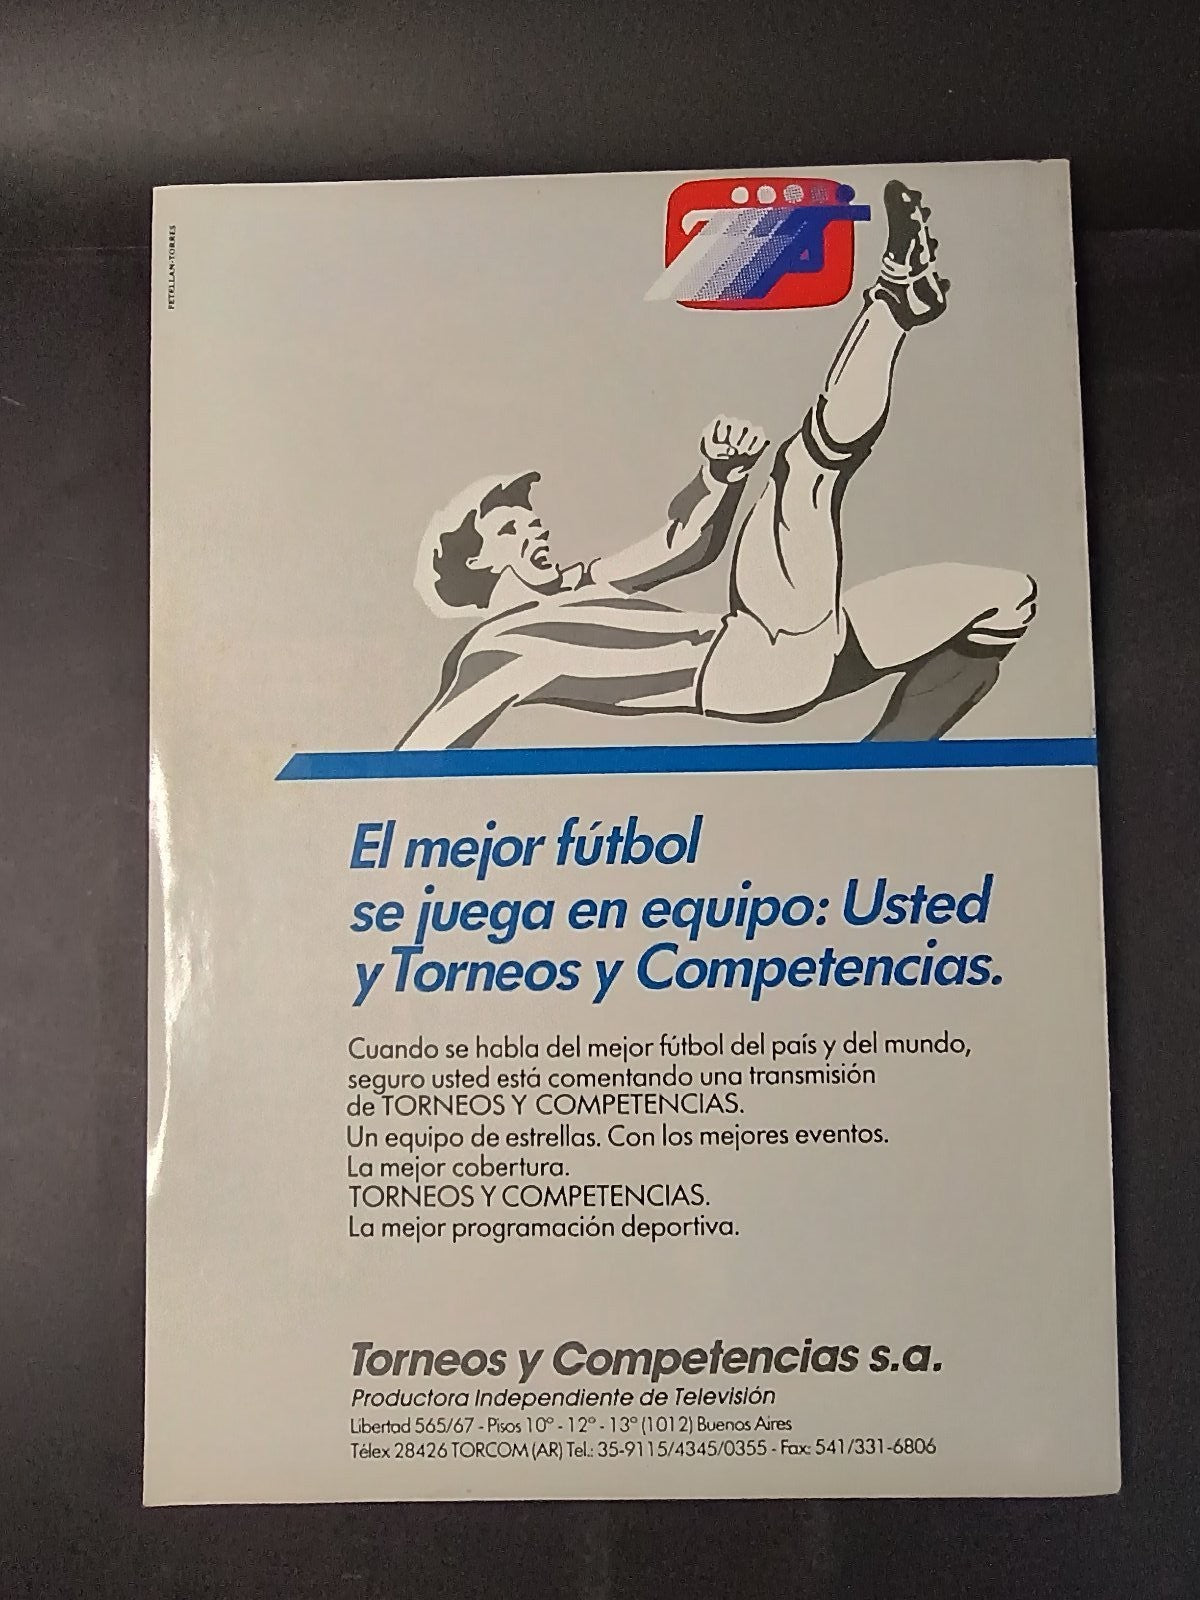 PETELLAN-TORRES
El mejor fútbol
se juega en equipo: Usted
y Torneos y Competencias.
Cuando se habla del mejor fútbol del país y del mundo,
seguro usted está comentando una transmisión
de TORNEOS Y COMPETENCIAS.
Un equipo de estrellas. Con los mejores eventos.
La mejor cobertura.
TORNEOS Y COMPETENCIAS.
La mejor programación deportiva.
Torneos y Competencias s.a.
Productora Independiente de Televisión
Libertad 565/67 - Pisos 10º - 12º - 13º (1012) Buenos Aires
Télex 28426 TORCOM (AR) Tel.: 35-9115/4345/0355 - Fax: 541/331-6806